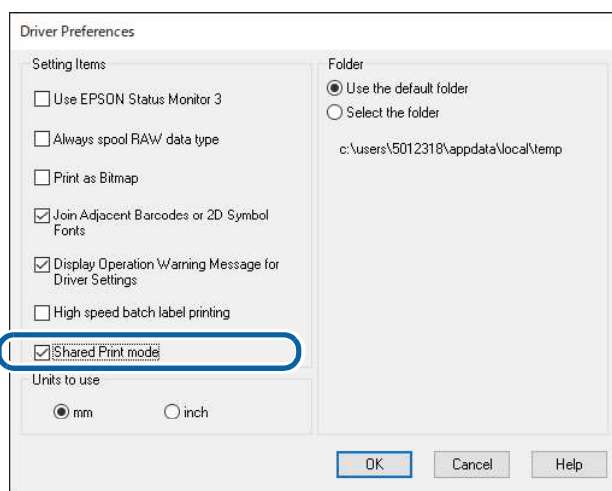 Driver Preferences
Setting Items
Use EPSON Status Monitor 3
Always spool RAW data type
Print as Bitmap
Join Adjacent Barcodes or 2D Symbol
Fonts
Display Operation Warning Message for
Driver Settings
High speed batch label printing
Shared Print mode
Units to use
mm
inch
Folder
Use the default folder
Select the folder
c:\users\5012318\appdata\local\temp
OK
Cancel
Help